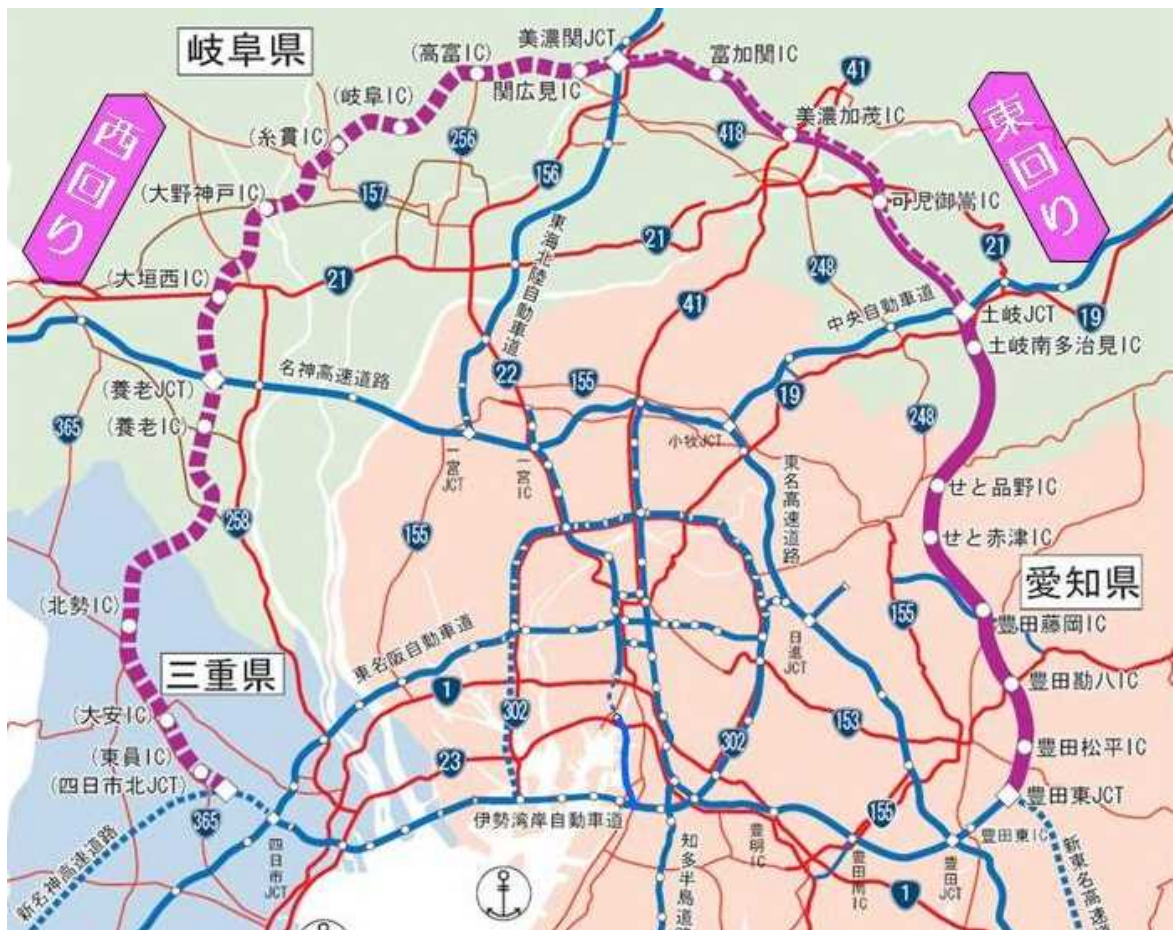 岐阜県
(高富IC)
美濃関JCT
富加関IC
41
関広見IC
(岐阜IC)
西回り
東回り
美濃加茂IC
(糸貫IC)
256
418
156
157
(大野神戸IC)
可児御嵩IC
東海北陸自動車道
21
21
248
(大垣西IC)
21
41
中央自動車道
19
土岐JCT
土岐南多治見IC
名神高速道路
(養老JCT)
22
155
19
365
(養老IC)
248
小牧JCT
一宮JCT
一宮IC
東名高速道路
せと品野IC
258
155
せと赤津IC
愛知県
(北勢IC)
155
豊田藤岡IC
東名阪自動車道
日進JCT
三重県
1
豊田勘八IC
(大安IC)
302
153
302
豊田松平IC
23
(東員IC)
(四日市北JCT)
豊田東JCT
365
伊勢湾岸自動車道
155
豊田東IC
新名神高速道路
四日市JCT
知多半島道
豊明IC
豊田南IC
豊田JCT
新東名高速道
1